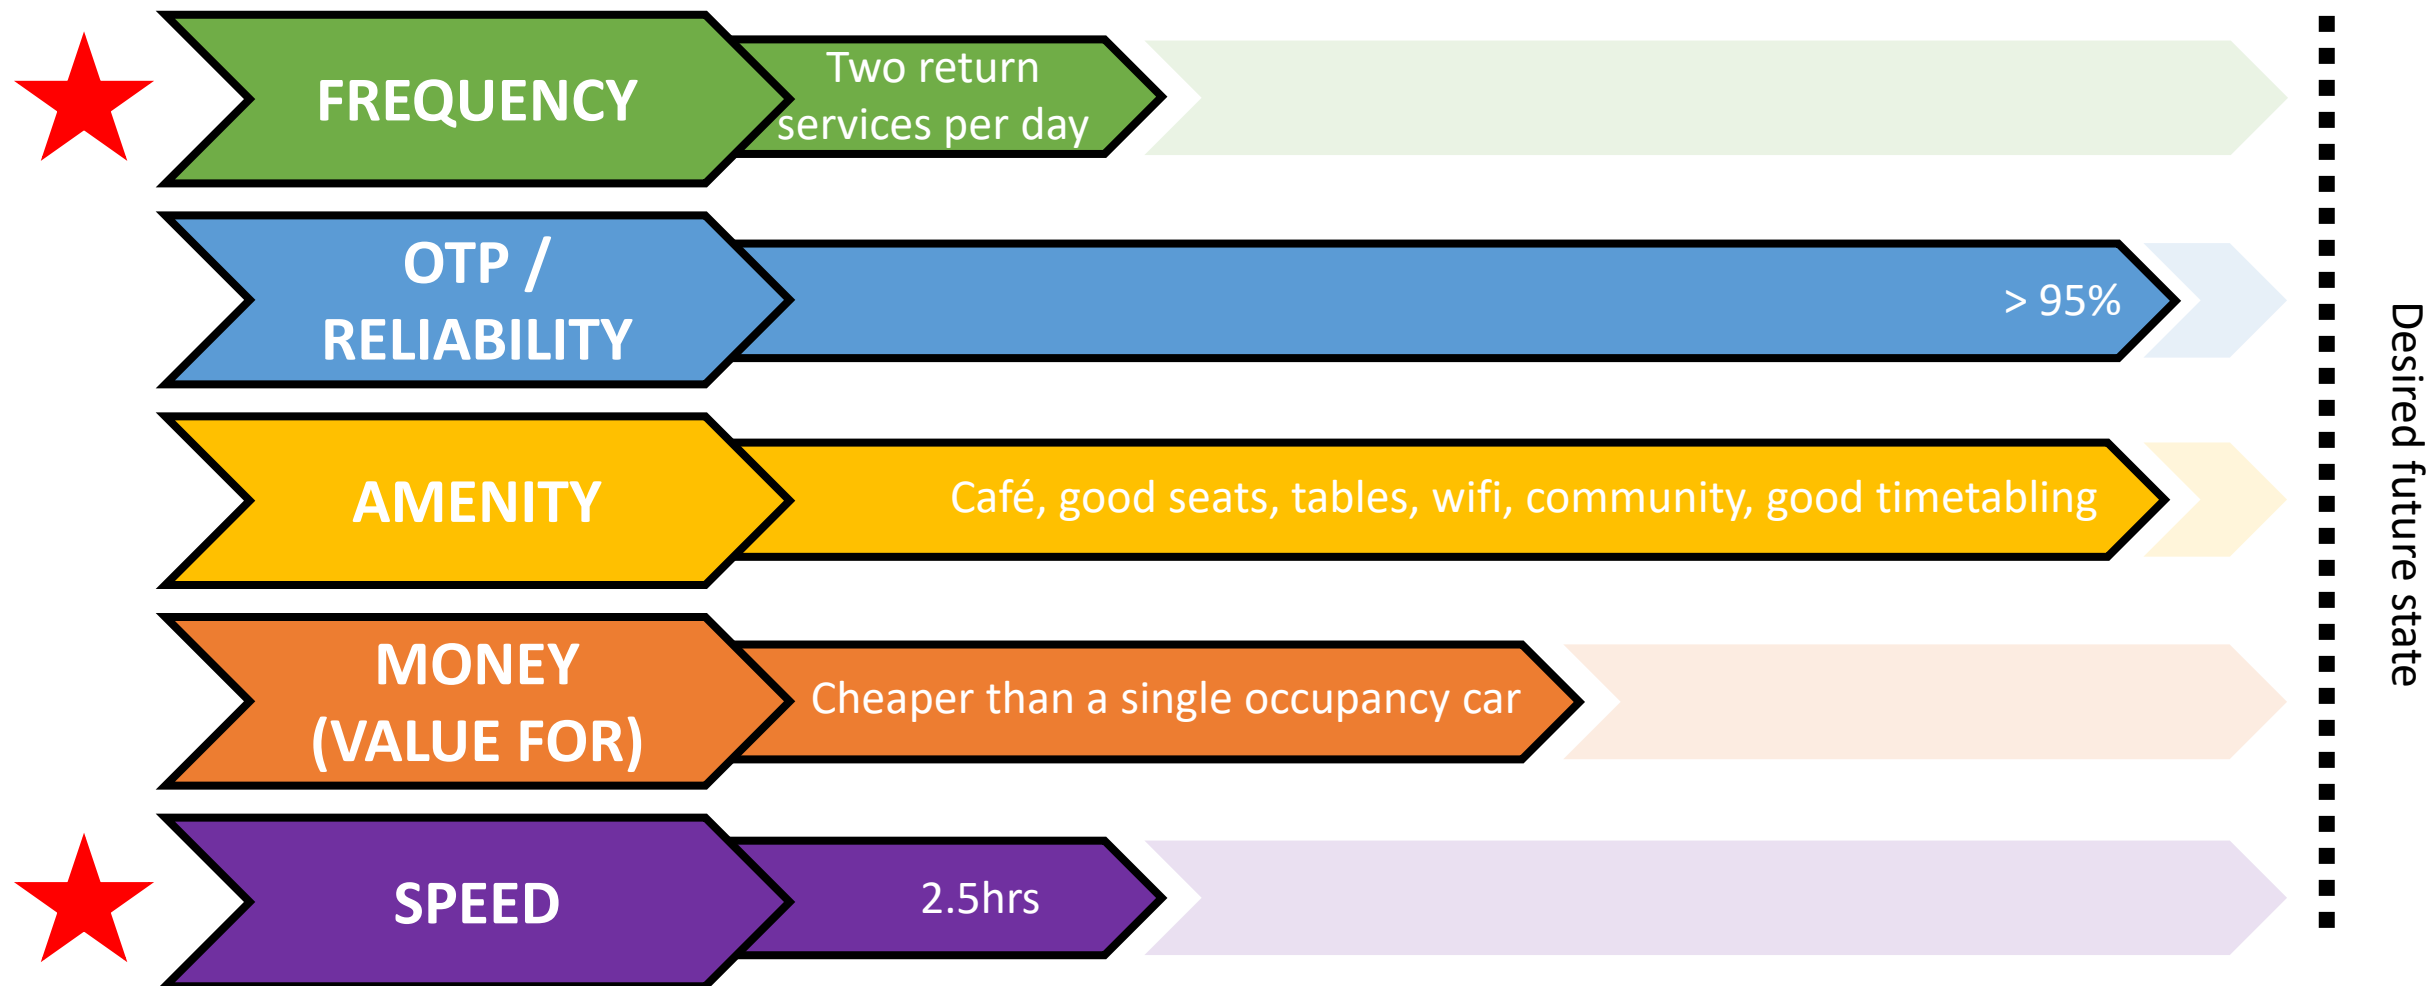 FREQUENCY
Two return
services per day
OTP /
RELIABILITY
> 95%
AMENITY
Café, good seats, tables, wifi, community, good timetabling
MONEY
(VALUE FOR)
Cheaper than a single occupancy car
SPEED
2.5hrs
Desired future state